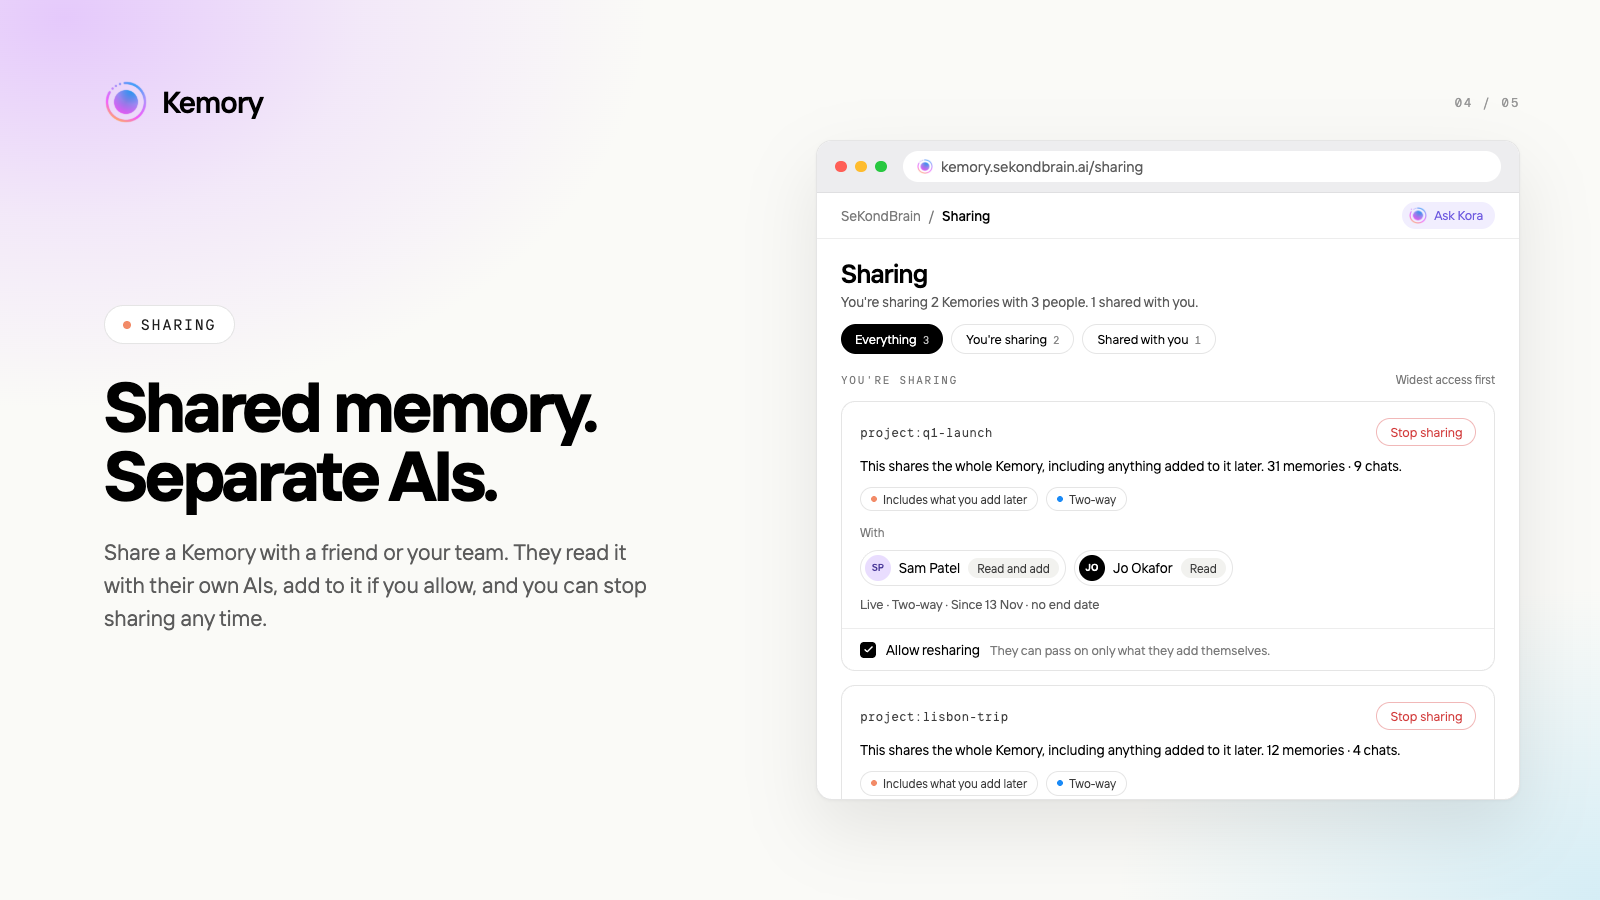 Kemory
04 / 05
SHARING
Shared memory.
Separate AIs.
Share a Kemory with a friend or your team. They read it
with their own AIs, add to it if you allow, and you can stop
sharing any time.
kemory.sekondbrain.ai/sharing
SeKondBrain / Sharing
Ask Kora
Sharing
You're sharing 2 Kemories with 3 people. 1 shared with you.
Everything 3
You're sharing 2
Shared with you 1
YOU'RE SHARING
Widest access first
project:q1-launch
Stop sharing
This shares the whole Kemory, including anything added to it later. 31 memories · 9 chats.
Includes what you add later
Two-way
With
SP Sam Patel Read and add
JO Jo Okafor Read
Live · Two-way · Since 13 Nov · no end date
Allow resharing They can pass on only what they add themselves.
project:lisbon-trip
Stop sharing
This shares the whole Kemory, including anything added to it later. 12 memories · 4 chats.
Includes what you add later
Two-way